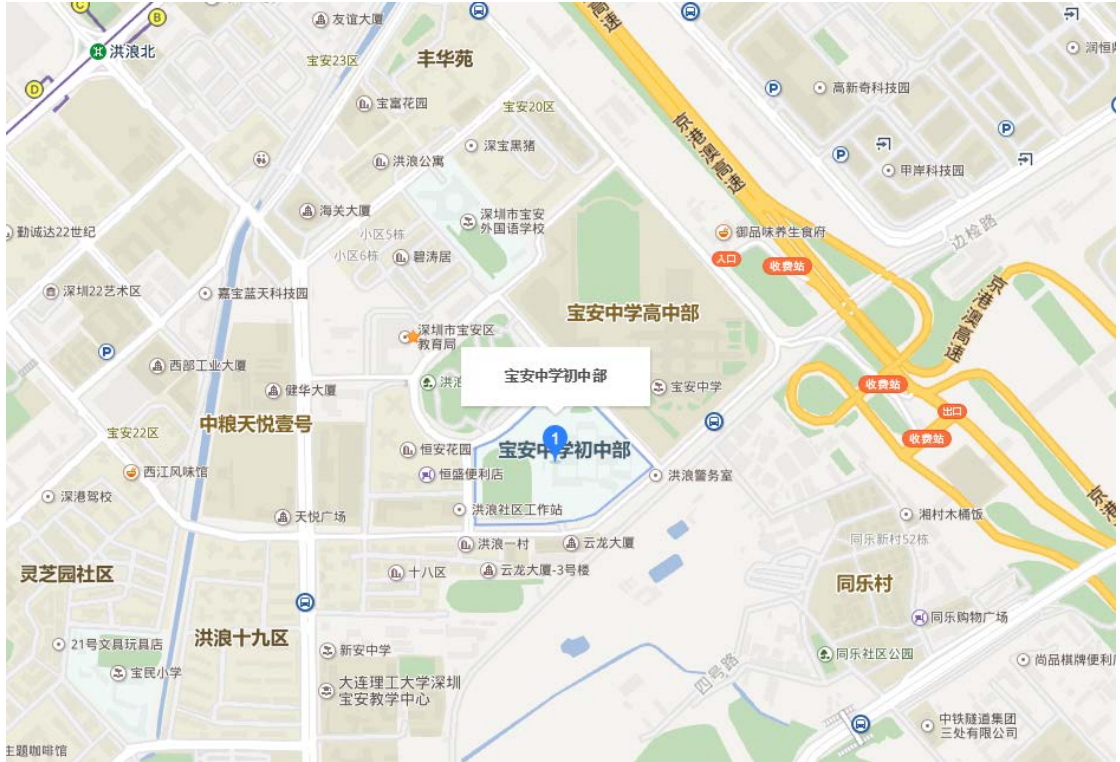 C
B
友谊大厦
洪浪北
宝安23区
丰华苑
润恒
D
P
高新奇科技园
宝富花园
宝安20区
京港澳高速
P
深宝黑猪
洪浪公寓
P
甲岸科技园
海关大厦
深圳市宝安
外国语学校
勤诚达22世纪
小区5栋
小区6栋
碧涛居
御品味养生食府
边检路
入口
收费站
深圳22艺术区
嘉宝蓝天科技园
宝安中学高中部
京港澳高速
深圳市宝安区
教育局
P
西部工业大厦
宝安中学初中部
健华大厦
洪
宝安中学
收费站
中粮天悦壹号
出口
宝安22区
恒安花园
1
宝安中学初中部
收费站
西江风味馆
恒盛便利店
洪浪警务室
深港驾校
京港
洪浪社区工作站
天悦广场
湘村木桶饭
洪浪一村
云龙大厦
同乐新村52栋
灵芝园社区
十八区
云龙大厦-3号楼
同乐村
同乐购物广场
洪浪十九区
21号文具玩具店
新安中学
同乐社区公园
尚品棋牌便利
宝民小学
四号路
大连理工大学深圳
宝安教学中心
中铁隧道集团
三处有限公司
主题咖啡馆